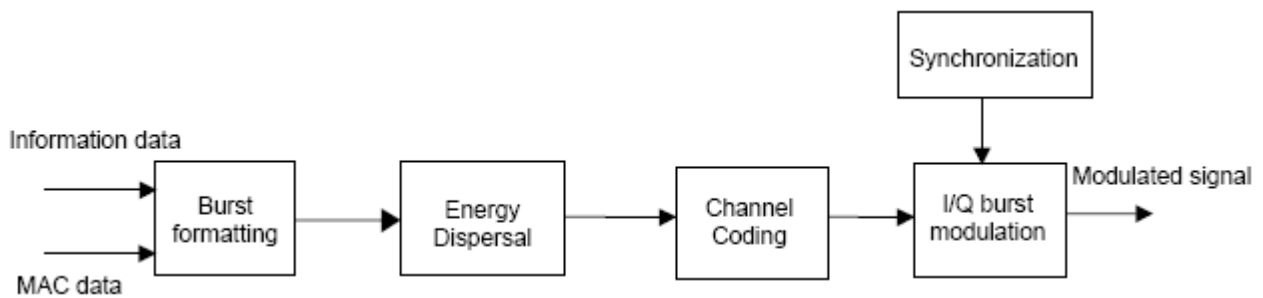 Synchronization
Information data
Burst
formatting
Energy
Dispersal
Channel
Coding
I/Q burst
modulation
Modulated signal
MAC data